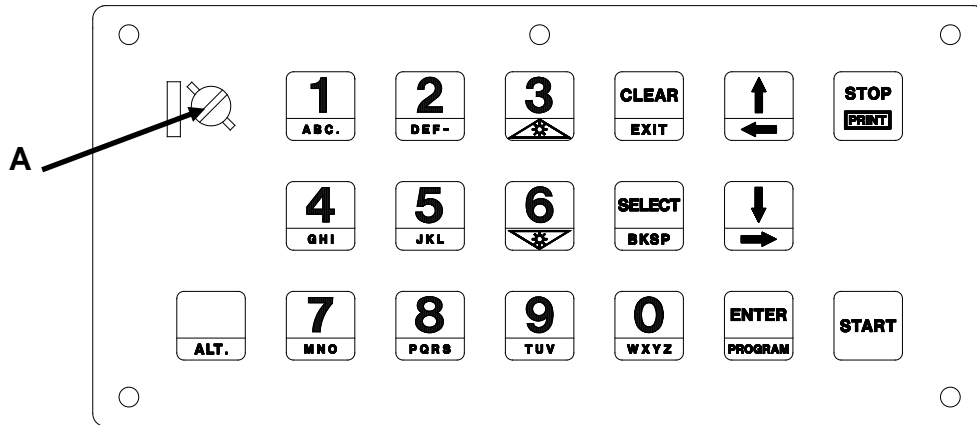 1 2 3 CLEAR STOP
ABC. DEF- EXIT PRINT
A
4 5 6 SELECT
GHI JKL BKSP
7 8 9 0 ENTER START
ALT. MNO PQRS TUV WXYZ PROGRAM